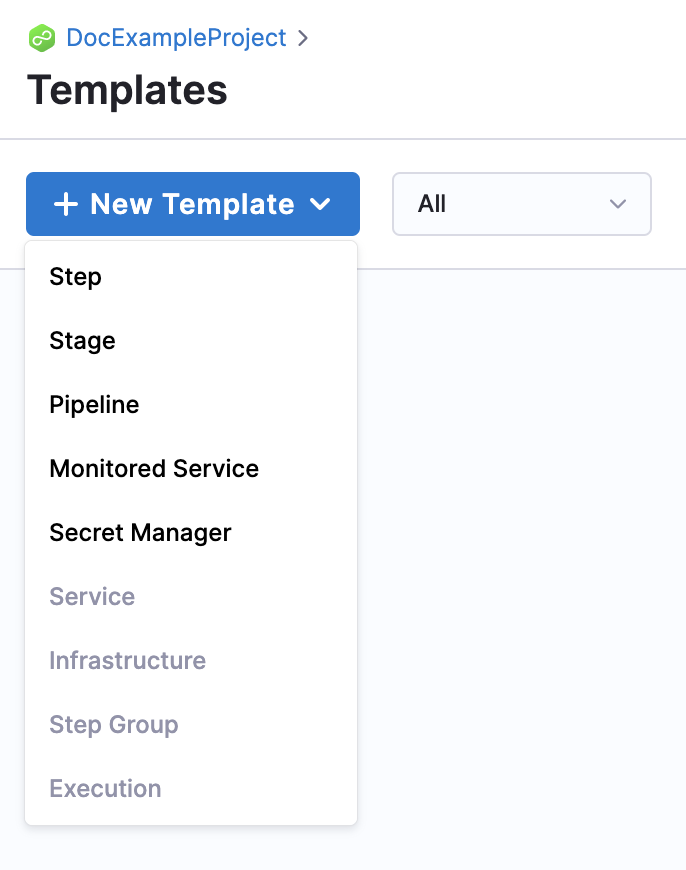 DocExampleProject
Templates
+ New Template
All
Step
Stage
Pipeline
Monitored Service
Secret Manager
Service
Infrastructure
Step Group
Execution